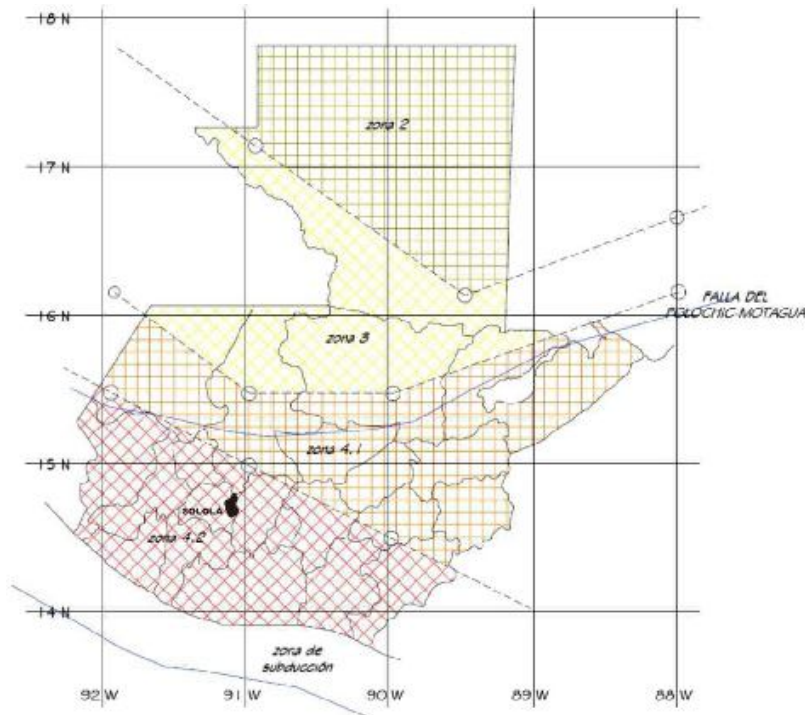 18 N
zona 2
17 N
16 N
FALLA DEL
POLOCHIC-MOTAGUA
zona 3
zona 4.1
15 N
SOLOLA
zona 4.2
14 N
zona de
subducción
92 W
91 W
90 W
89 W
88 W